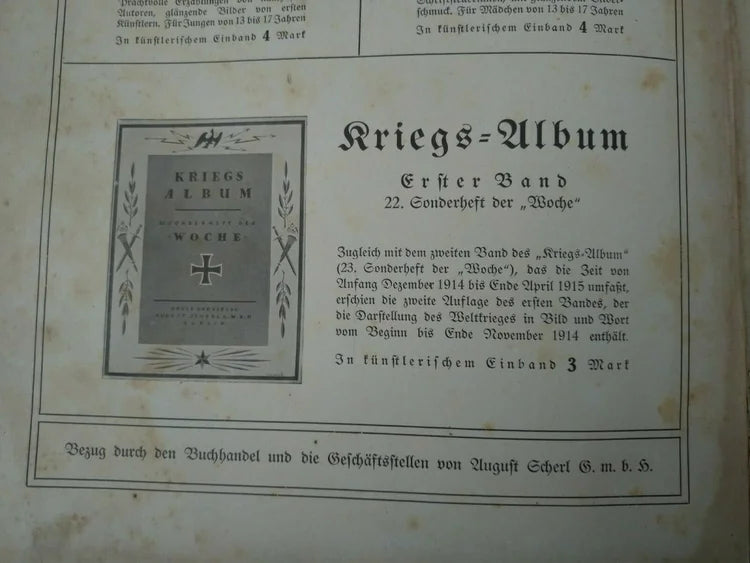 Prachtvolle Erzählungen von
Autoren, glänzende Bilder von ersten
Künstlern. Für Jungen von 13 bis 17 Jahren
In künstlerischem Einband 4 Mark
schmuck. Für Mädchen von 13 bis 17 Jahren
In künstlerischem Einband 4 Mark
KRIEGS
ALBUM
SONDERHEFT DER
WOCHE
BERLIN
Kriegs-Album
Erster Band
22. Sonderheft der „Woche“
Zugleich mit dem zweiten Band des „Kriegs-Album“
(23. Sonderheft der „Woche“), das die Zeit von
Anfang Dezember 1914 bis Ende April 1915 umfaßt,
erschien die zweite Auflage des ersten Bandes, der
die Darstellung des Weltkrieges in Bild und Wort
vom Beginn bis Ende November 1914 enthält.
In künstlerischem Einband 3 Mark
Bezug durch den Buchhandel und die Geschäftsstellen von August Scherl G. m. b. H.